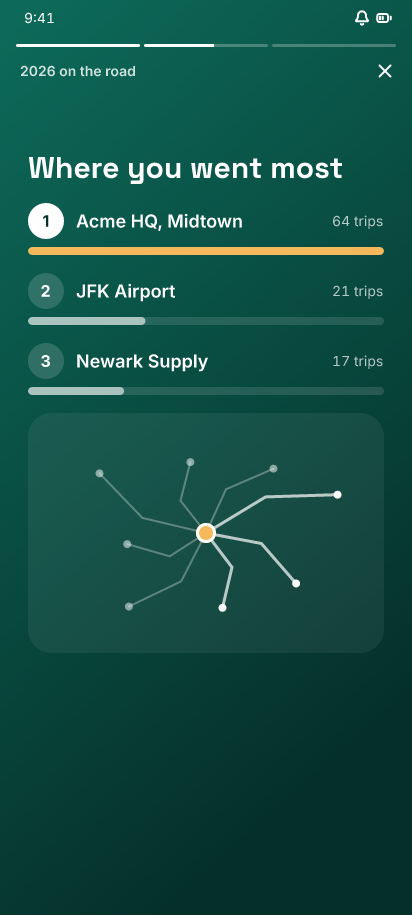 9:41
2026 on the road
Where you went most
1 Acme HQ, Midtown 64 trips
2 JFK Airport 21 trips
3 Newark Supply 17 trips